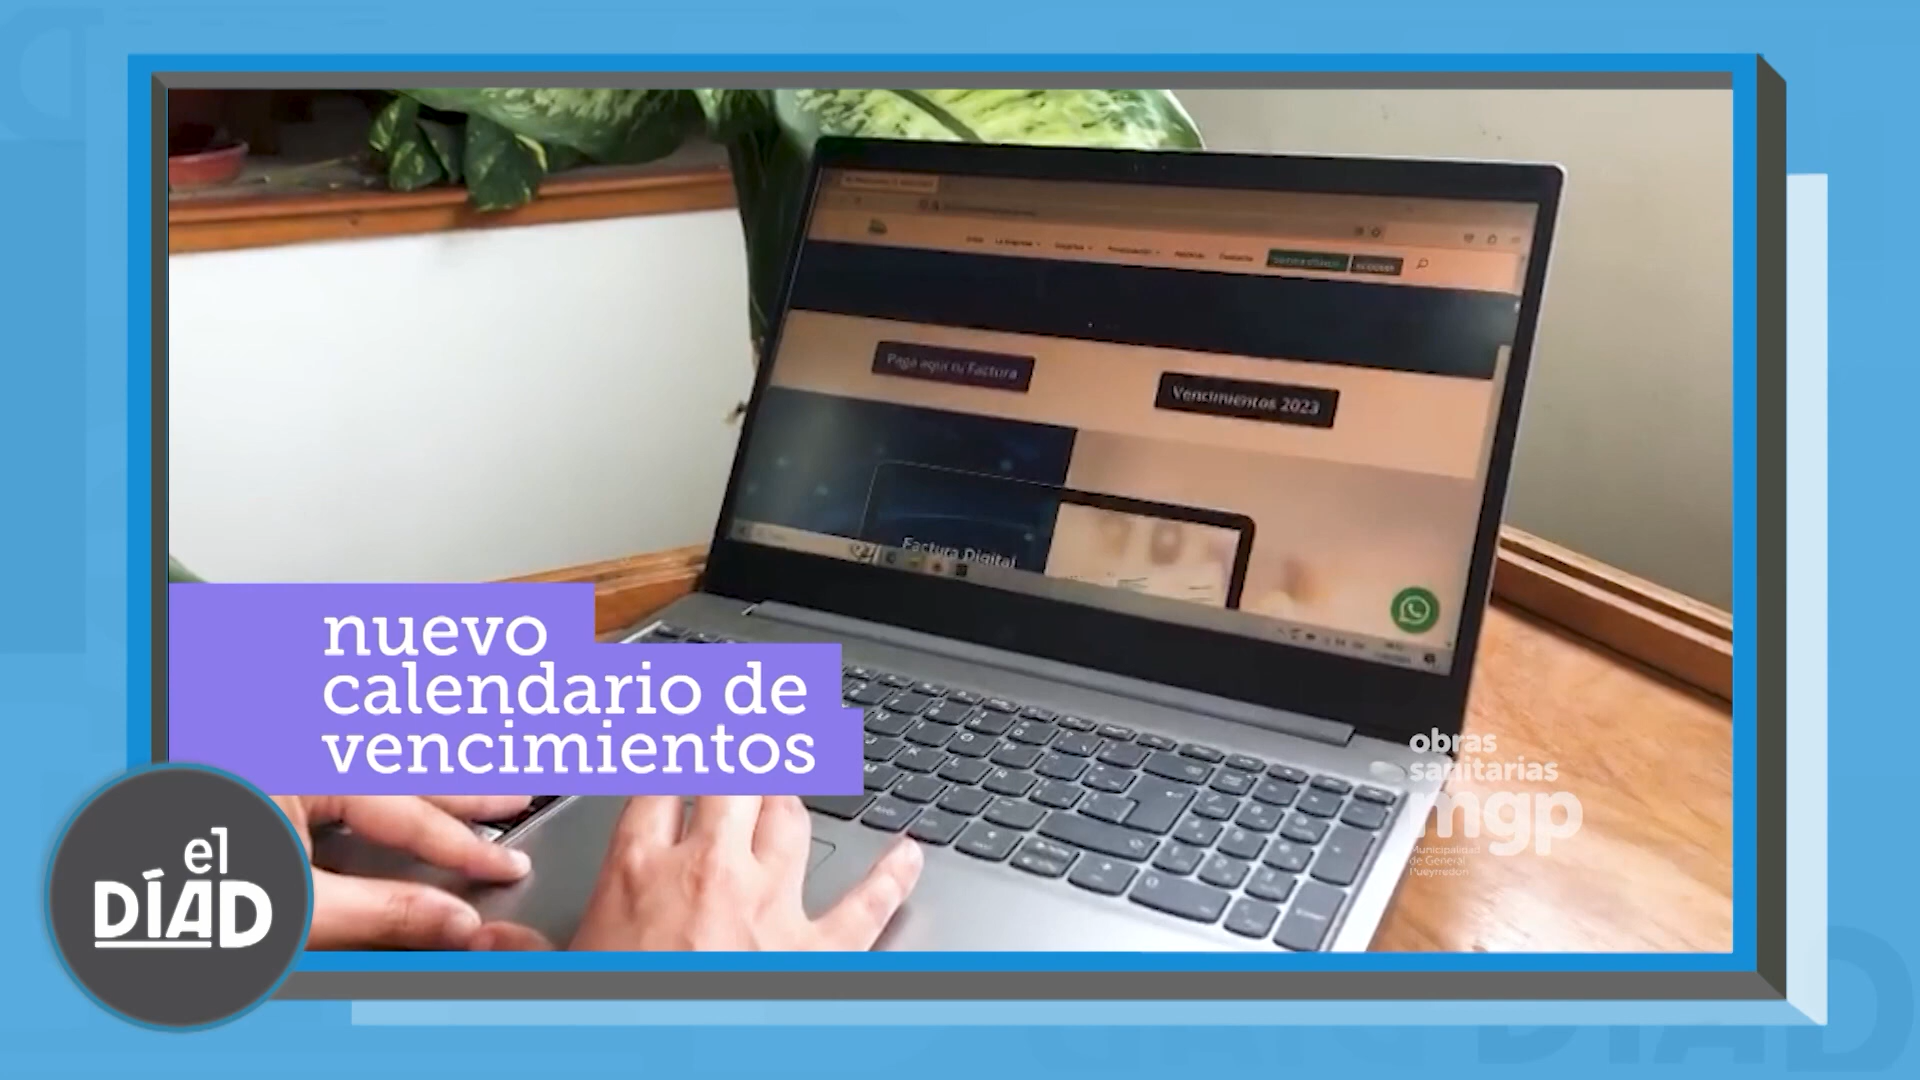 Paga aquí tu Factura
Vencimientos 2023
Factura Digital
nuevo
calendario de
vencimientos
obras
sanitarias
mgp
Municipalidad
de General
Pueyrredon
el
DÍAD